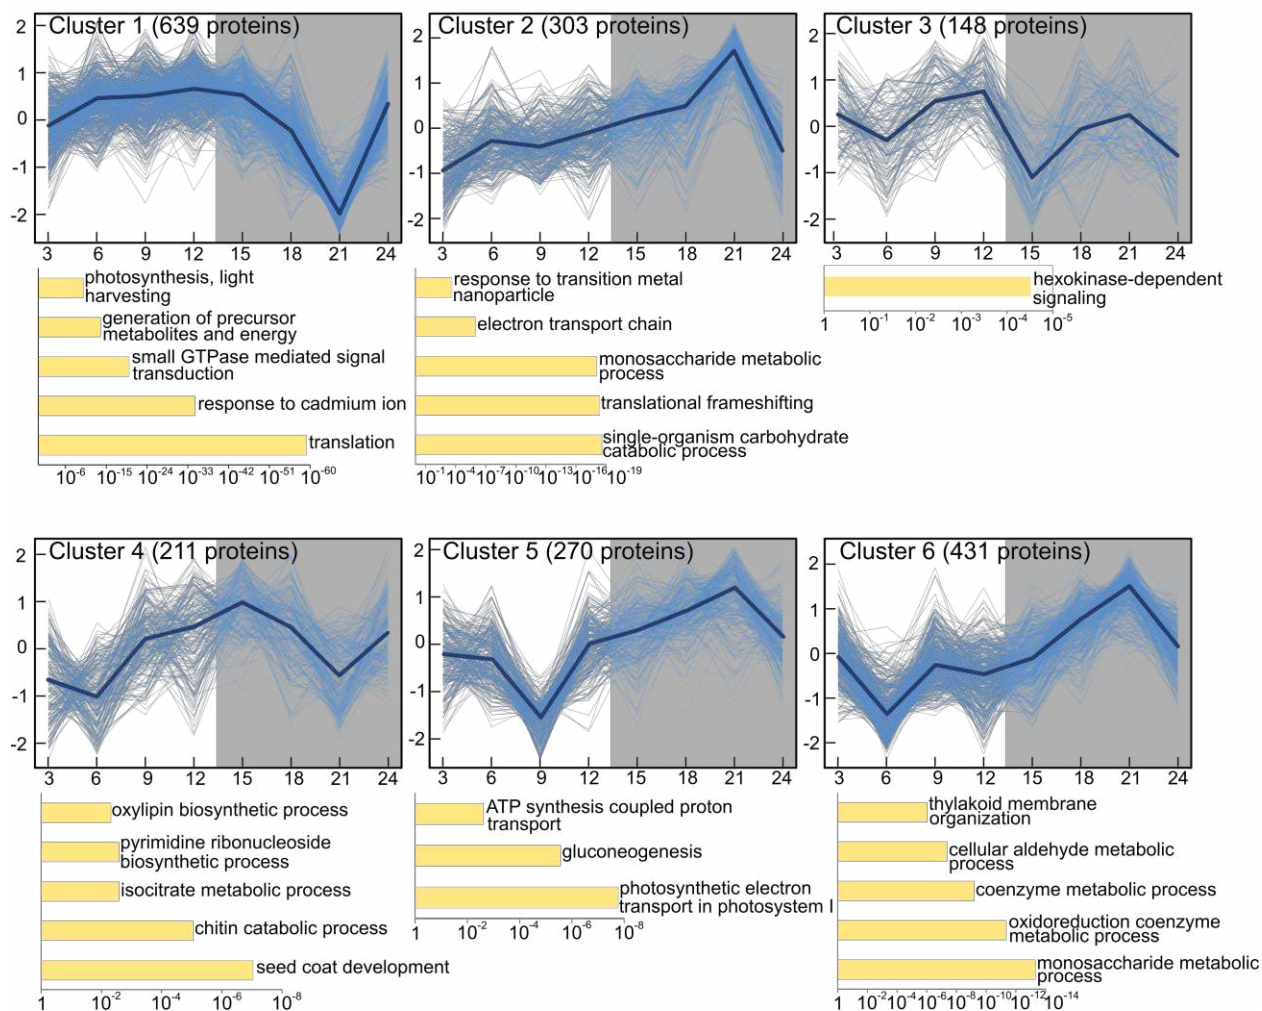 Cluster 1 (639 proteins)
2
1
0
-1
-2
3 6 9 12 15 18 21 24
photosynthesis, light
harvesting
generation of precursor
metabolites and energy
small GTPase mediated signal
transduction
response to cadmium ion
translation
10-6 10-15 10-24 10-33 10-42 10-51 10-60
Cluster 2 (303 proteins)
2
1
0
-1
-2
3 6 9 12 15 18 21 24
response to transition metal
nanoparticle
electron transport chain
monosaccharide metabolic
process
translational frameshifting
single-organism carbohydrate
catabolic process
10-1 10-4 10-7 10-10 10-13 10-16 10-19
Cluster 3 (148 proteins)
2
1
0
-1
-2
3 6 9 12 15 18 21 24
hexokinase-dependent
signaling
1 10-1 10-2 10-3 10-4 10-5
Cluster 4 (211 proteins)
2
1
0
-1
-2
3 6 9 12 15 18 21 24
oxylipin biosynthetic process
pyrimidine ribonucleoside
biosynthetic process
isocitrate metabolic process
chitin catabolic process
seed coat development
1 10-2 10-4 10-6 10-8
Cluster 5 (270 proteins)
2
1
0
-1
-2
3 6 9 12 15 18 21 24
ATP synthesis coupled proton
transport
gluconeogenesis
photosynthetic electron
transport in photosystem I
1 10-2 10-4 10-6 10-8
Cluster 6 (431 proteins)
2
1
0
-1
-2
3 6 9 12 15 18 21 24
thylakoid membrane
organization
cellular aldehyde metabolic
process
coenzyme metabolic process
oxidoreduction coenzyme
metabolic process
monosaccharide metabolic
process
1 10-2 10-4 10-6 10-8 10-10 10-12 10-14